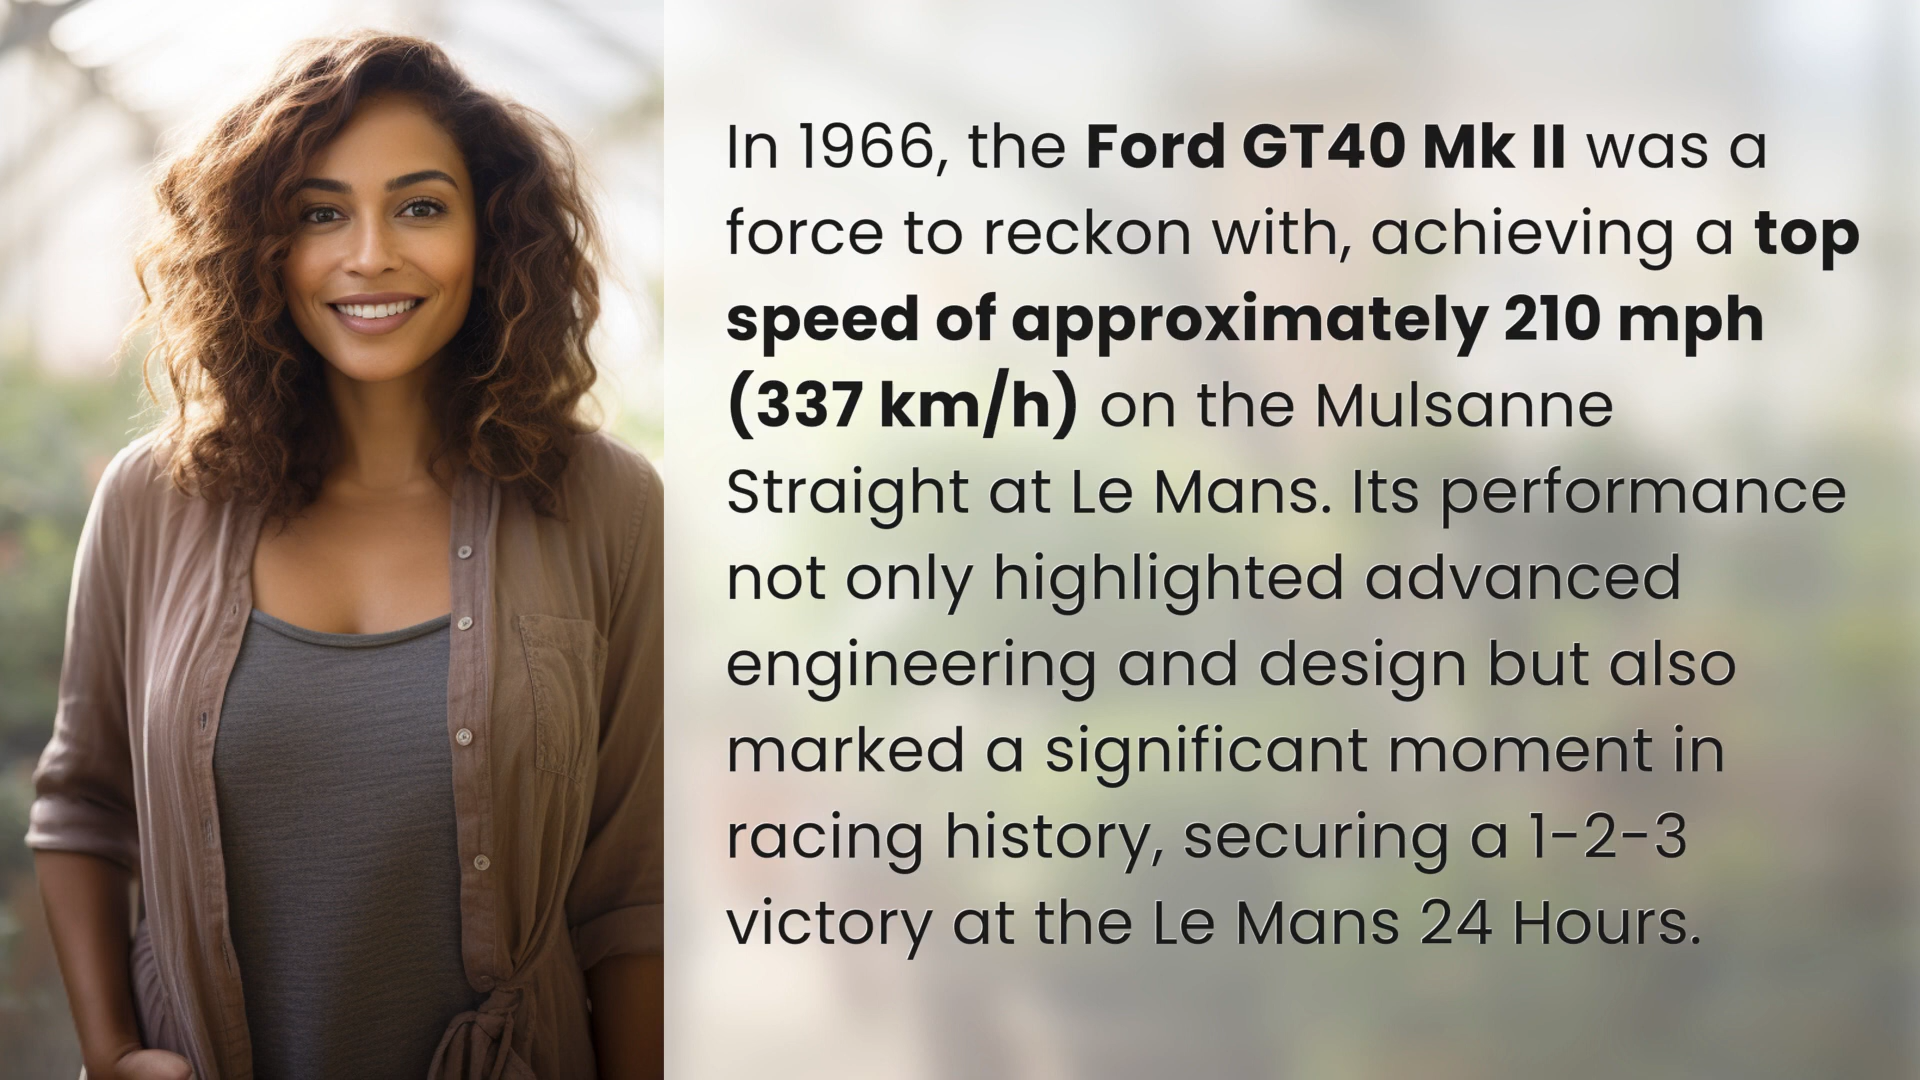 In 1966, the Ford GT40 Mk II was a
force to reckon with, achieving a top
speed of approximately 210 mph
(337 km/h) on the Mulsanne
Straight at Le Mans. Its performance
not only highlighted advanced
engineering and design but also
marked a significant moment in
racing history, securing a 1-2-3
victory at the Le Mans 24 Hours.